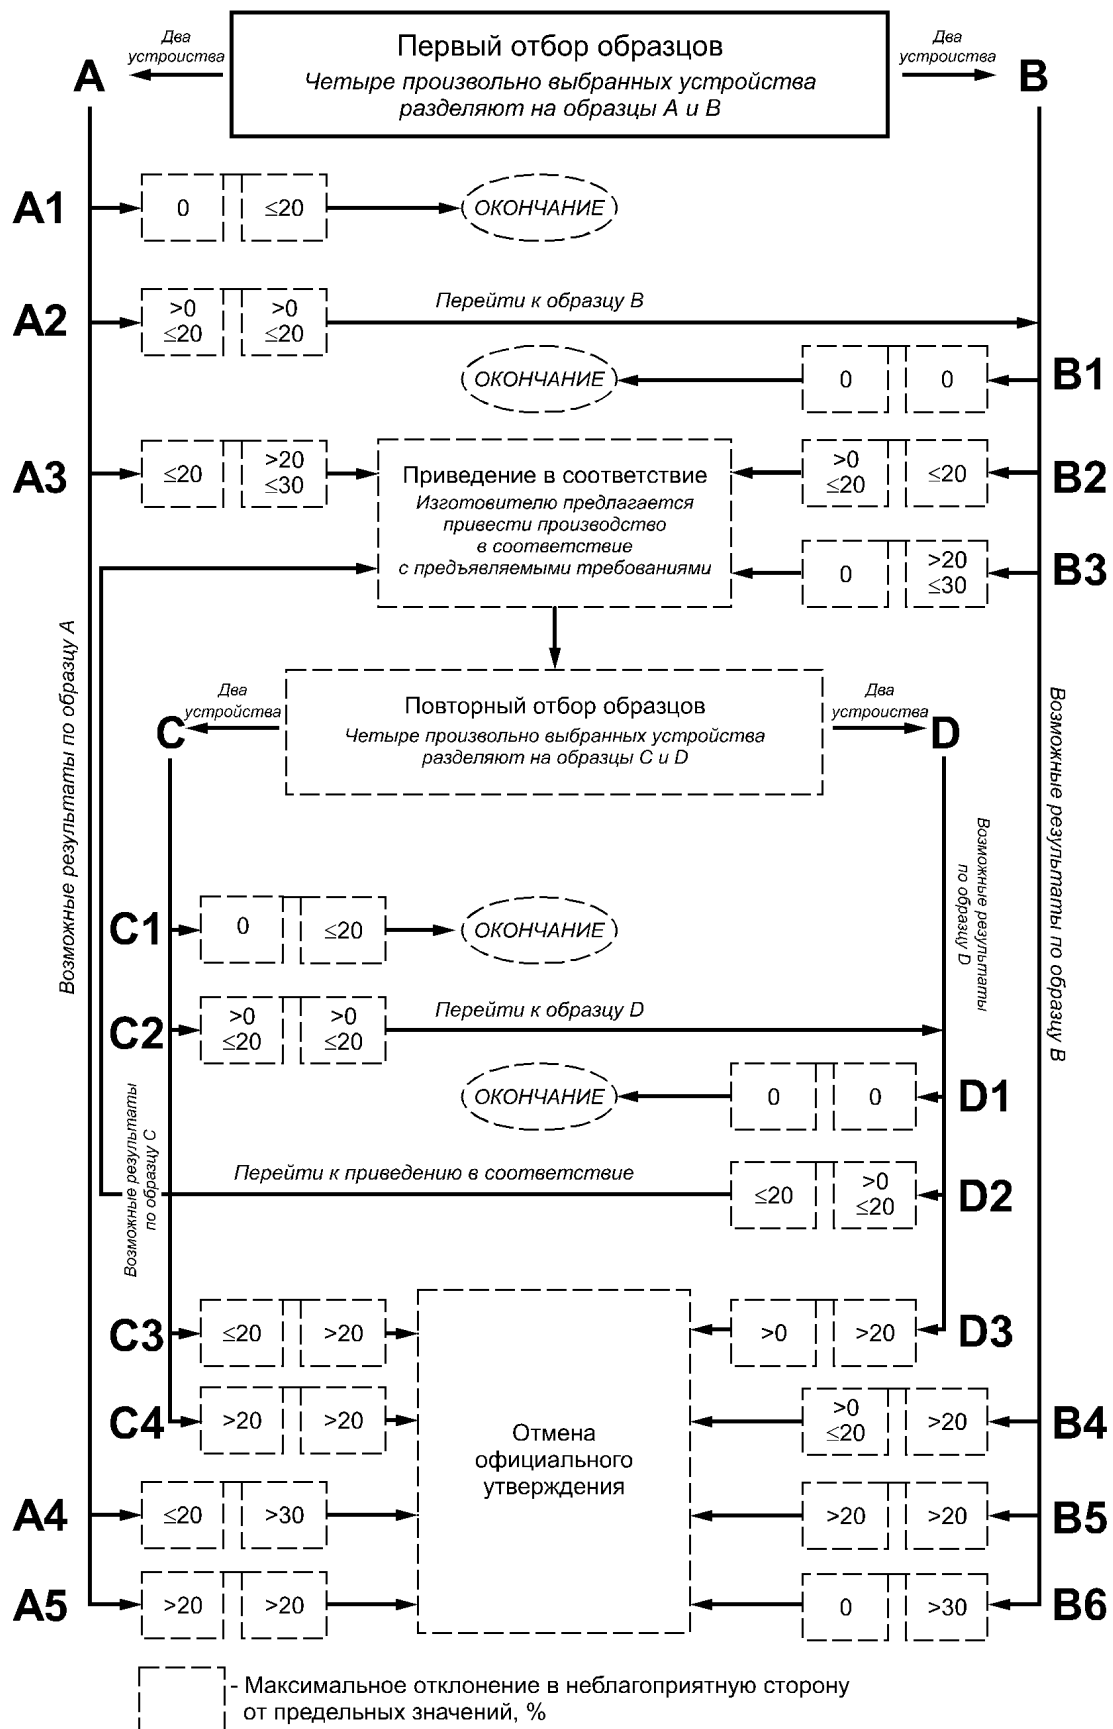 Первый отбор образцов
Четыре произвольно выбранных устройства
разделяют на образцы А и В
Два
устройства
Два
устройства
A
B
A1
0
≤20
ОКОНЧАНИЕ
A2
>0
≤20
>0
≤20
Перейти к образцу В
ОКОНЧАНИЕ
0
0
B1
A3
≤20
>20
≤30
Приведение в соответствие
Изготовителю предлагается
привести производство
в соответствие
с предъявляемыми требованиями
>0
≤20
≤20
B2
0
>20
≤30
B3
Возможные результаты по образцу А
Возможные результаты по образцу В
Два
устройства
Повторный отбор образцов
Четыре произвольно выбранных устройства
разделяют на образцы С и D
Два
устройства
C
D
Возможные результаты
по образцу D
C1
0
≤20
ОКОНЧАНИЕ
C2
>0
≤20
>0
≤20
Перейти к образцу D
Возможные результаты
по образцу С
ОКОНЧАНИЕ
0
0
D1
Перейти к приведению в соответствие
≤20
>0
≤20
D2
C3
≤20
>20
>0
>20
D3
C4
>20
>20
Отмена
официального
утверждения
>0
≤20
>20
B4
A4
≤20
>30
>20
>20
B5
A5
>20
>20
0
>30
B6
- Максимальное отклонение в неблагоприятную сторону
от предельных значений, %